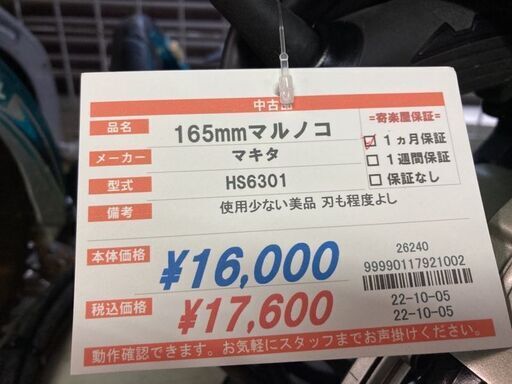 中古品
品名 165mmマルノコ
メーカー マキタ
型式 HS6301
備考 使用少ない美品 刃も程度よし
=寄楽屋保証=
☑ 1ヵ月保証
□ 1週間保証
□ 保証なし
本体価格 ¥16,000
税込価格 ¥17,600
26240
99990117921002
22-10-05
22-10-05
動作確認できます。お気軽にスタッフまでお声掛けください。